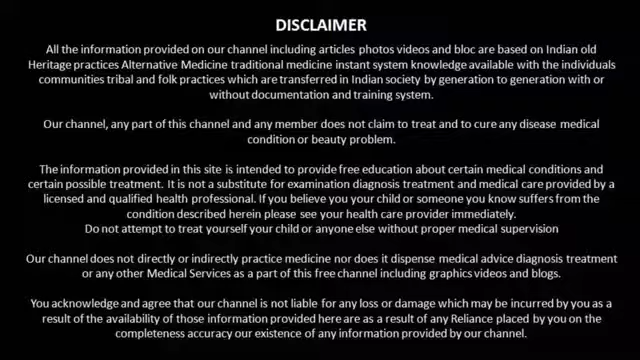 DISCLAIMER
All the information provided on our channel including articles photos videos and bloc are based on Indian old
Heritage practices Alternative Medicine traditional medicine instant system knowledge available with the individuals
communities tribal and folk practices which are transferred in Indian society by generation to generation with or
without documentation and training system.
Our channel, any part of this channel and any member does not claim to treat and to cure any disease medical
condition or beauty problem.
The information provided in this site is intended to provide free education about certain medical conditions and
certain possible treatment. It is not a substitute for examination diagnosis treatment and medical care provided by a
licensed and qualified health professional. If you believe you your child or someone you know suffers from the
condition described herein please see your health care provider immediately.
Do not attempt to treat yourself your child or anyone else without proper medical supervision
Our channel does not directly or indirectly practice medicine nor does it dispense medical advice diagnosis treatment
or any other Medical Services as a part of this free channel including graphics videos and blogs.
You acknowledge and agree that our channel is not liable for any loss or damage which may be incurred by you as a
result of the availability of those information provided here are as a result of any Reliance placed by you on the
completeness accuracy our existence of any information provided by our channel.